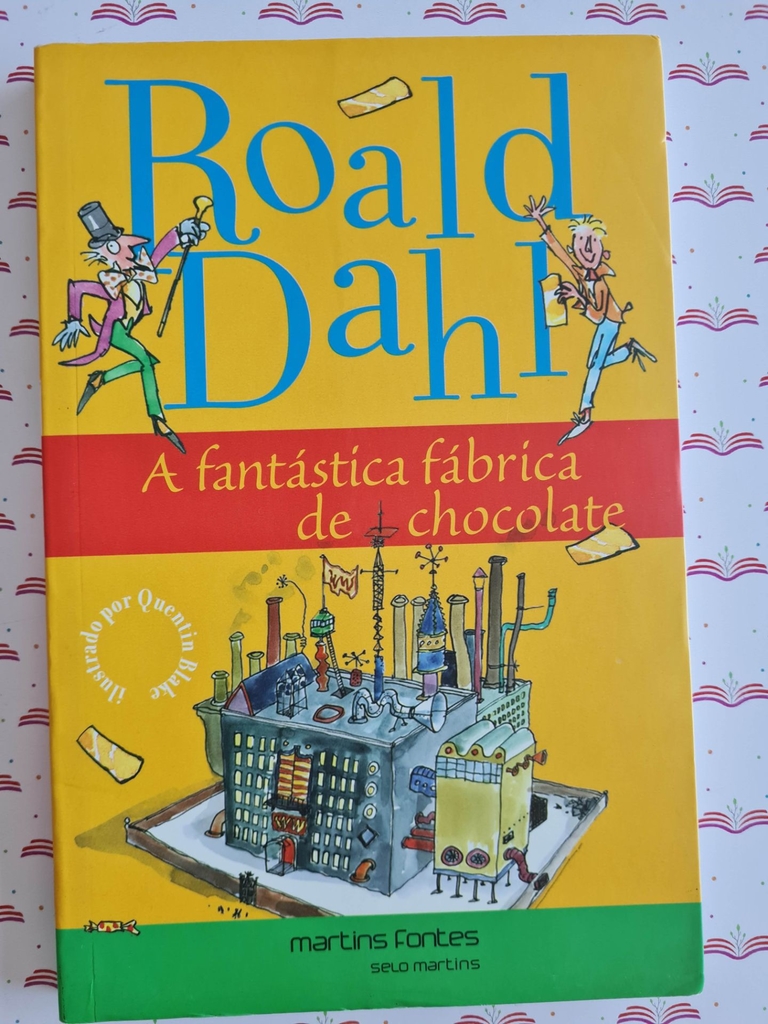 Roald
Dahl
A fantástica fábrica
de chocolate
ilustrado por Quentin Blake
martins fontes
selo martins